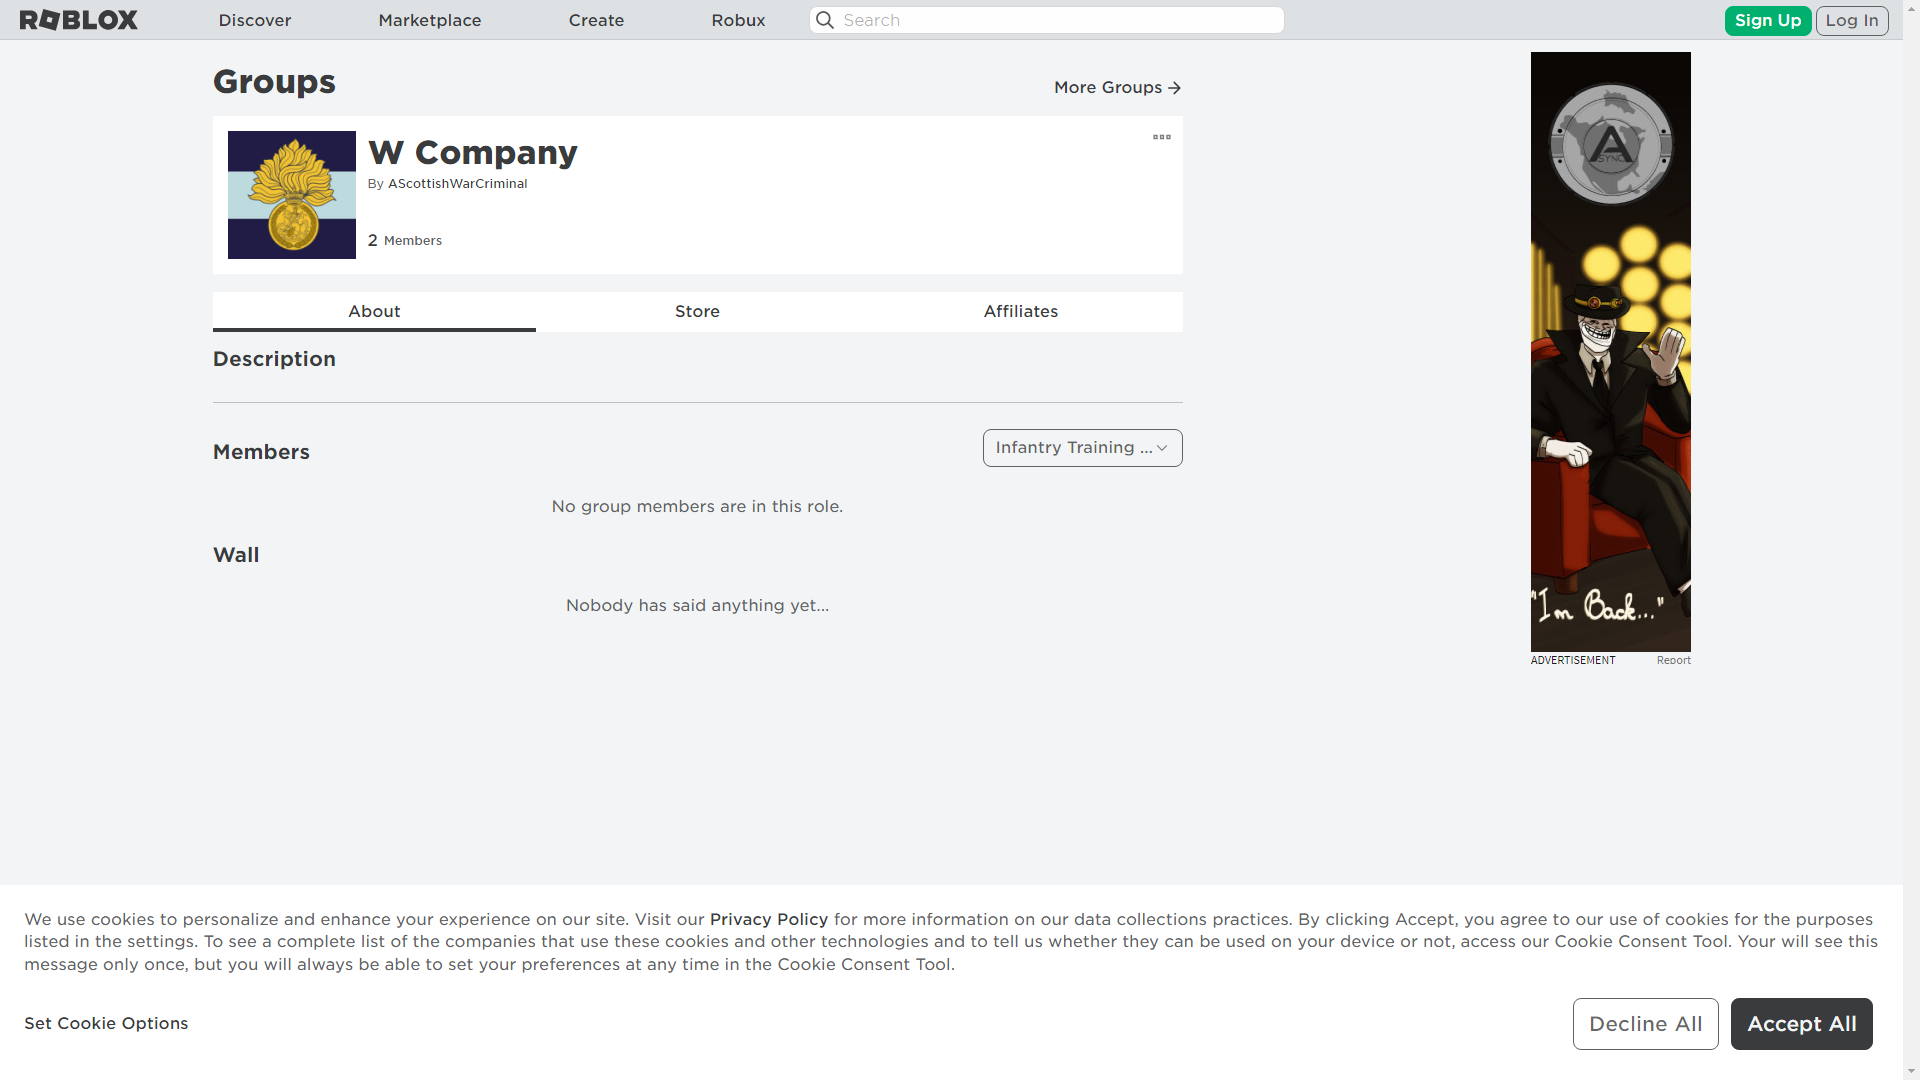 ROBLOX Discover Marketplace Create Robux Search Sign Up Log In
Groups
More Groups
W Company
By AScottishWarCriminal
2 Members
About Store Affiliates
Description
Members
Infantry Training ...
No group members are in this role.
Wall
Nobody has said anything yet...
A
SYNC
"I'm Back..."
ADVERTISEMENT Report
We use cookies to personalize and enhance your experience on our site. Visit our Privacy Policy for more information on our data collections practices. By clicking Accept, you agree to our use of cookies for the purposes
listed in the settings. To see a complete list of the companies that use these cookies and other technologies and to tell us whether they can be used on your device or not, access our Cookie Consent Tool. Your will see this
message only once, but you will always be able to set your preferences at any time in the Cookie Consent Tool.
Set Cookie Options
Decline All
Accept All